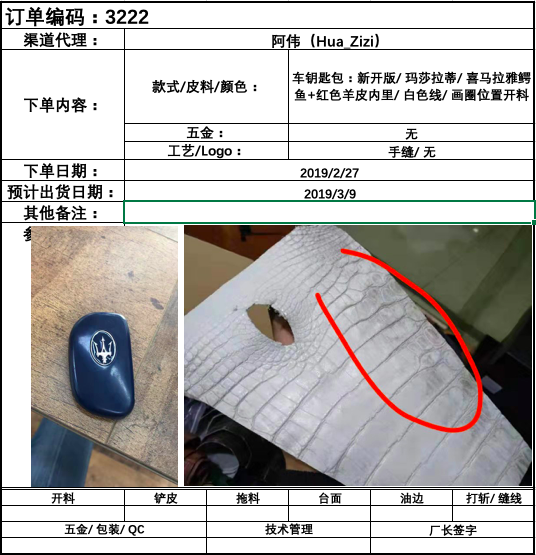 订单编码：3222
渠道代理：
阿伟（Hua_Zizi）
下单内容：
款式/皮料/颜色：
车钥匙包：新开版/ 玛莎拉蒂/ 喜马拉雅鳄
鱼+红色羊皮内里/ 白色线/ 画圈位置开料
五金：
无
工艺/Logo：
手缝/ 无
下单日期：
2019/2/27
预计出货日期：
2019/3/9
其他备注：
开料
铲皮
拖料
台面
油边
打斩/ 缝线
五金/ 包装/ QC
技术管理
厂长签字